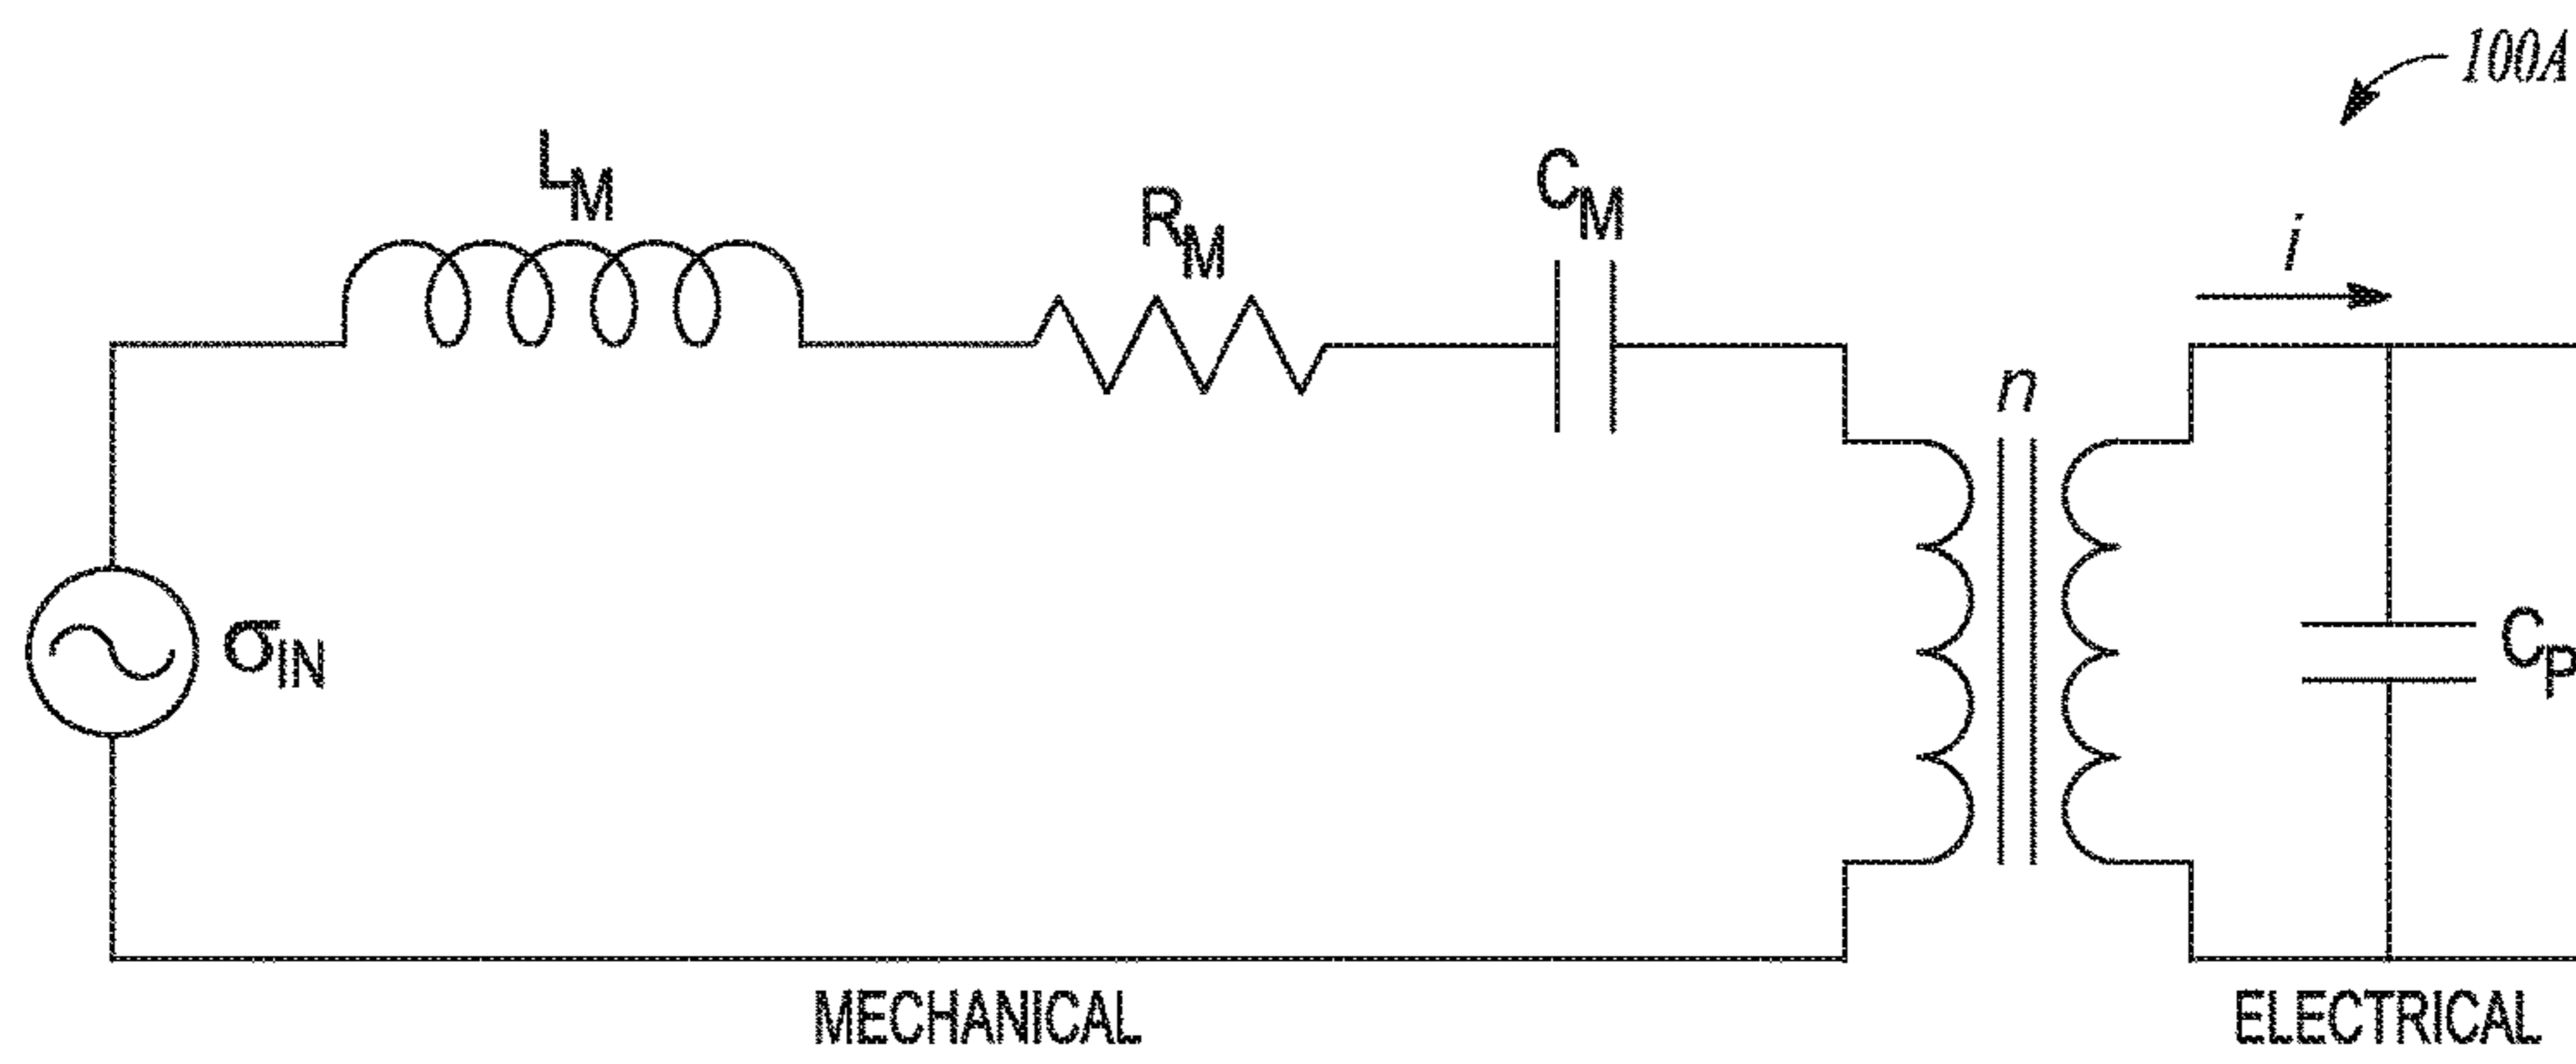 100A
L_M
R_M
C_M
i
n
σ_IN
C_P
MECHANICAL
ELECTRICAL